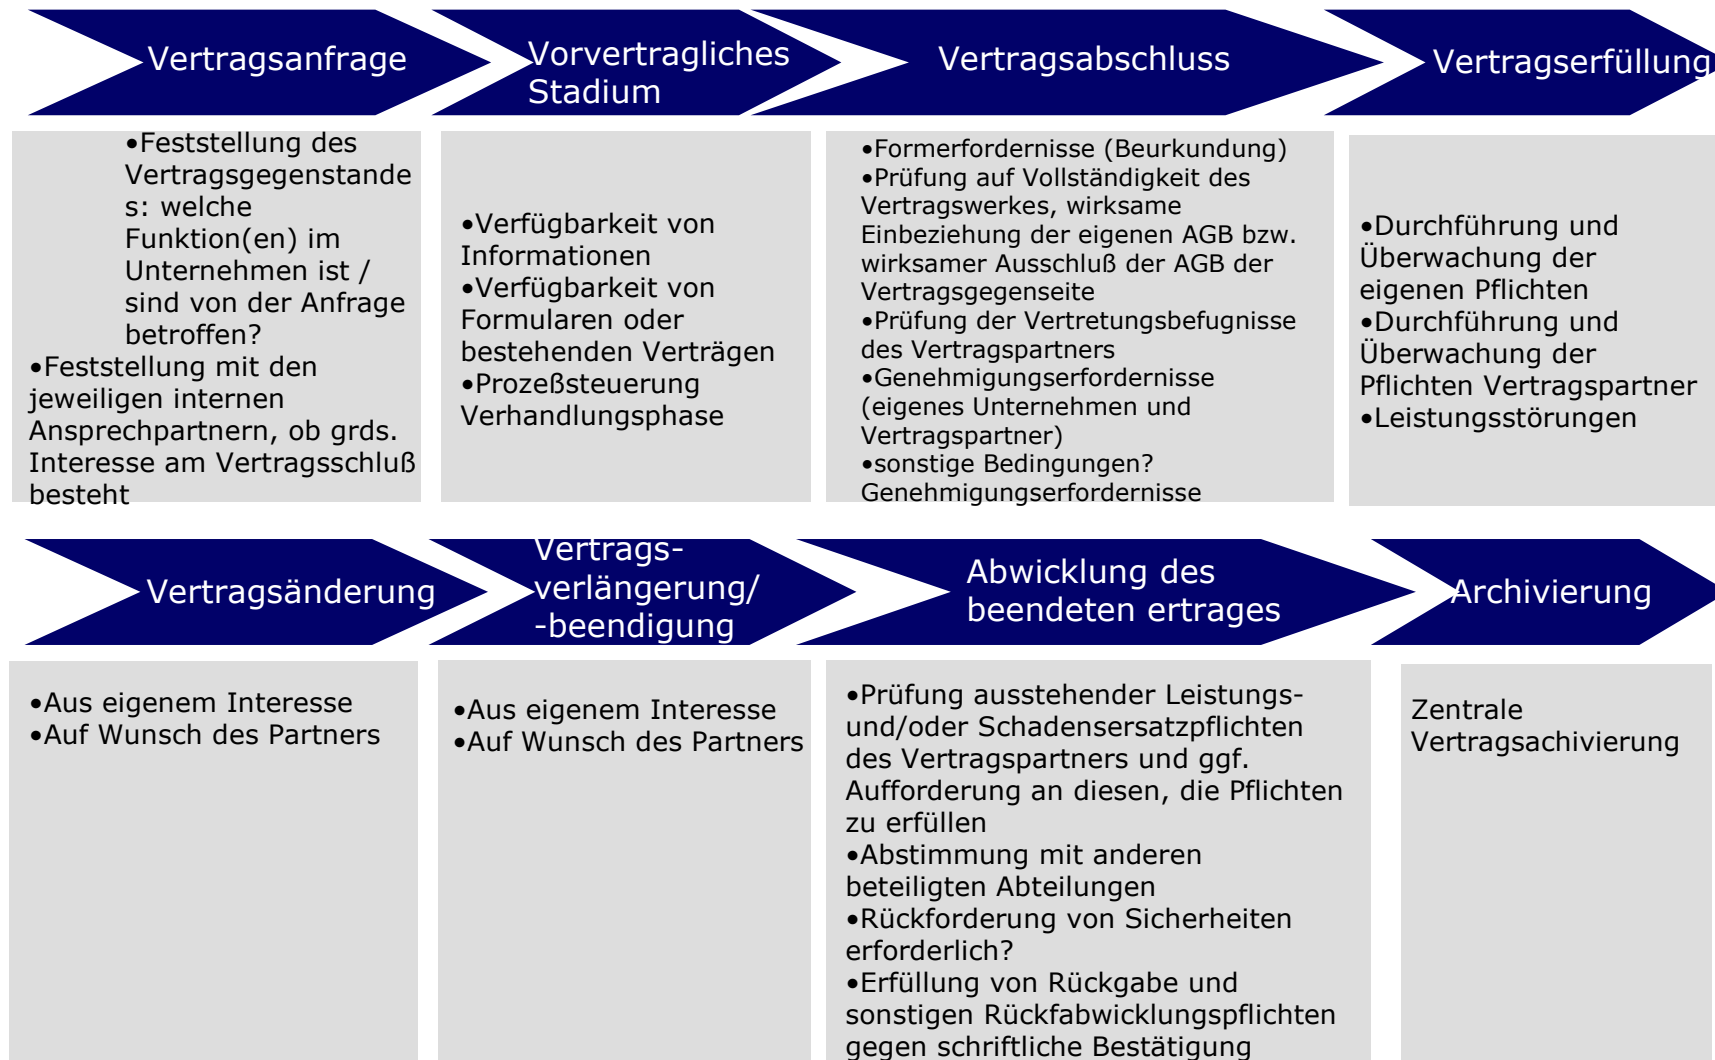 Vertragsanfrage
Vorvertragliches
Stadium
Vertragsabschluss
Vertragserfüllung
•Feststellung des
Vertragsgegenstande
s: welche
Funktion(en) im
Unternehmen ist /
sind von der Anfrage
betroffen?
•Feststellung mit den
jeweiligen internen
Ansprechpartnern, ob grds.
Interesse am Vertragsschluß
besteht
•Verfügbarkeit von
Informationen
•Verfügbarkeit von
Formularen oder
bestehenden Verträgen
•Prozeßsteuerung
Verhandlungsphase
•Formerfordernisse (Beurkundung)
•Prüfung auf Vollständigkeit des
Vertragswerkes, wirksame
Einbeziehung der eigenen AGB bzw.
wirksamer Ausschluß der AGB der
Vertragsgegenseite
•Prüfung der Vertretungsbefugnisse
des Vertragspartners
•Genehmigungserfordernisse
(eigenes Unternehmen und
Vertragspartner)
•sonstige Bedingungen?
Genehmigungserfordernisse
•Durchführung und
Überwachung der
eigenen Pflichten
•Durchführung und
Überwachung der
Pflichten Vertragspartner
•Leistungsstörungen
Vertragsänderung
Vertrags-
verlängerung/
-beendigung
Abwicklung des
beendeten ertrages
Archivierung
•Aus eigenem Interesse
•Auf Wunsch des Partners
•Aus eigenem Interesse
•Auf Wunsch des Partners
•Prüfung ausstehender Leistungs-
und/oder Schadensersatzpflichten
des Vertragspartners und ggf.
Aufforderung an diesen, die Pflichten
zu erfüllen
•Abstimmung mit anderen
beteiligten Abteilungen
•Rückforderung von Sicherheiten
erforderlich?
•Erfüllung von Rückgabe und
sonstigen Rückfabwicklungspflichten
gegen schriftliche Bestätigung
Zentrale
Vertragsachivierung